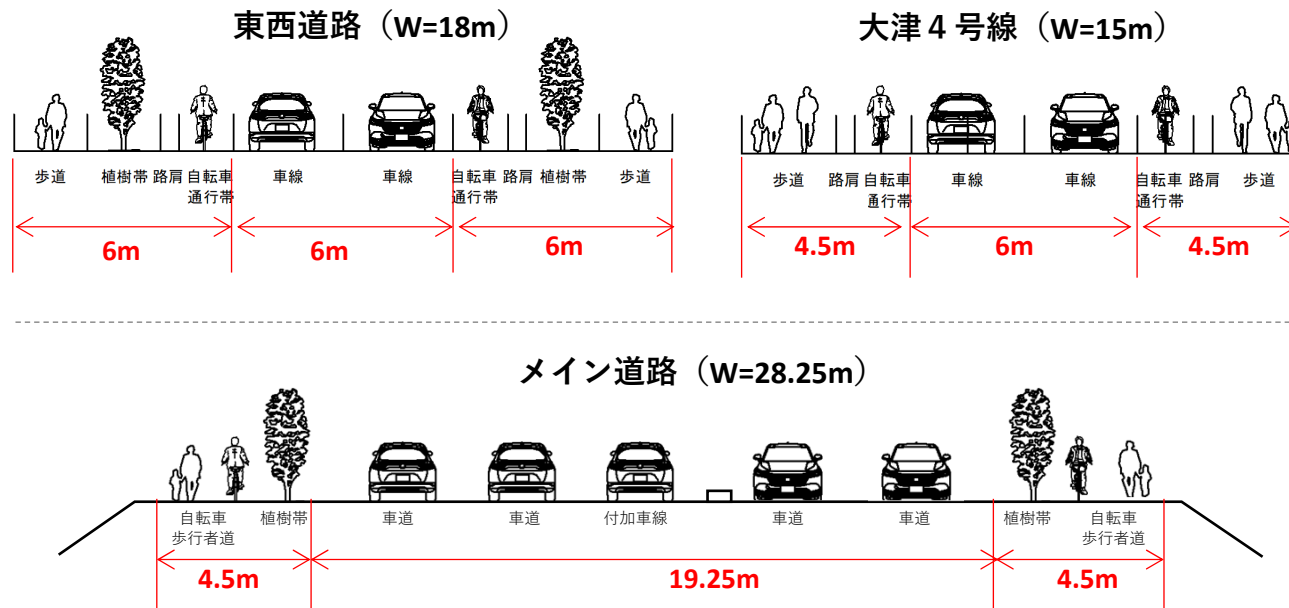 東西道路（W=18m）
歩道 植樹帯 路肩 自転車通行帯 車線 車線 自転車通行帯 路肩 植樹帯 歩道
6m 6m 6m
大津４号線（W=15m）
歩道 路肩 自転車通行帯 車線 車線 自転車通行帯 路肩 歩道
4.5m 6m 4.5m
メイン道路（W=28.25m）
自転車歩行者道 植樹帯 車道 車道 付加車線 車道 車道 植樹帯 自転車歩行者道
4.5m 19.25m 4.5m